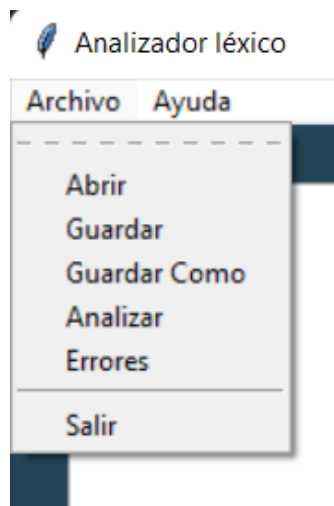 Analizador léxico
Archivo Ayuda
Abrir
Guardar
Guardar Como
Analizar
Errores
Salir